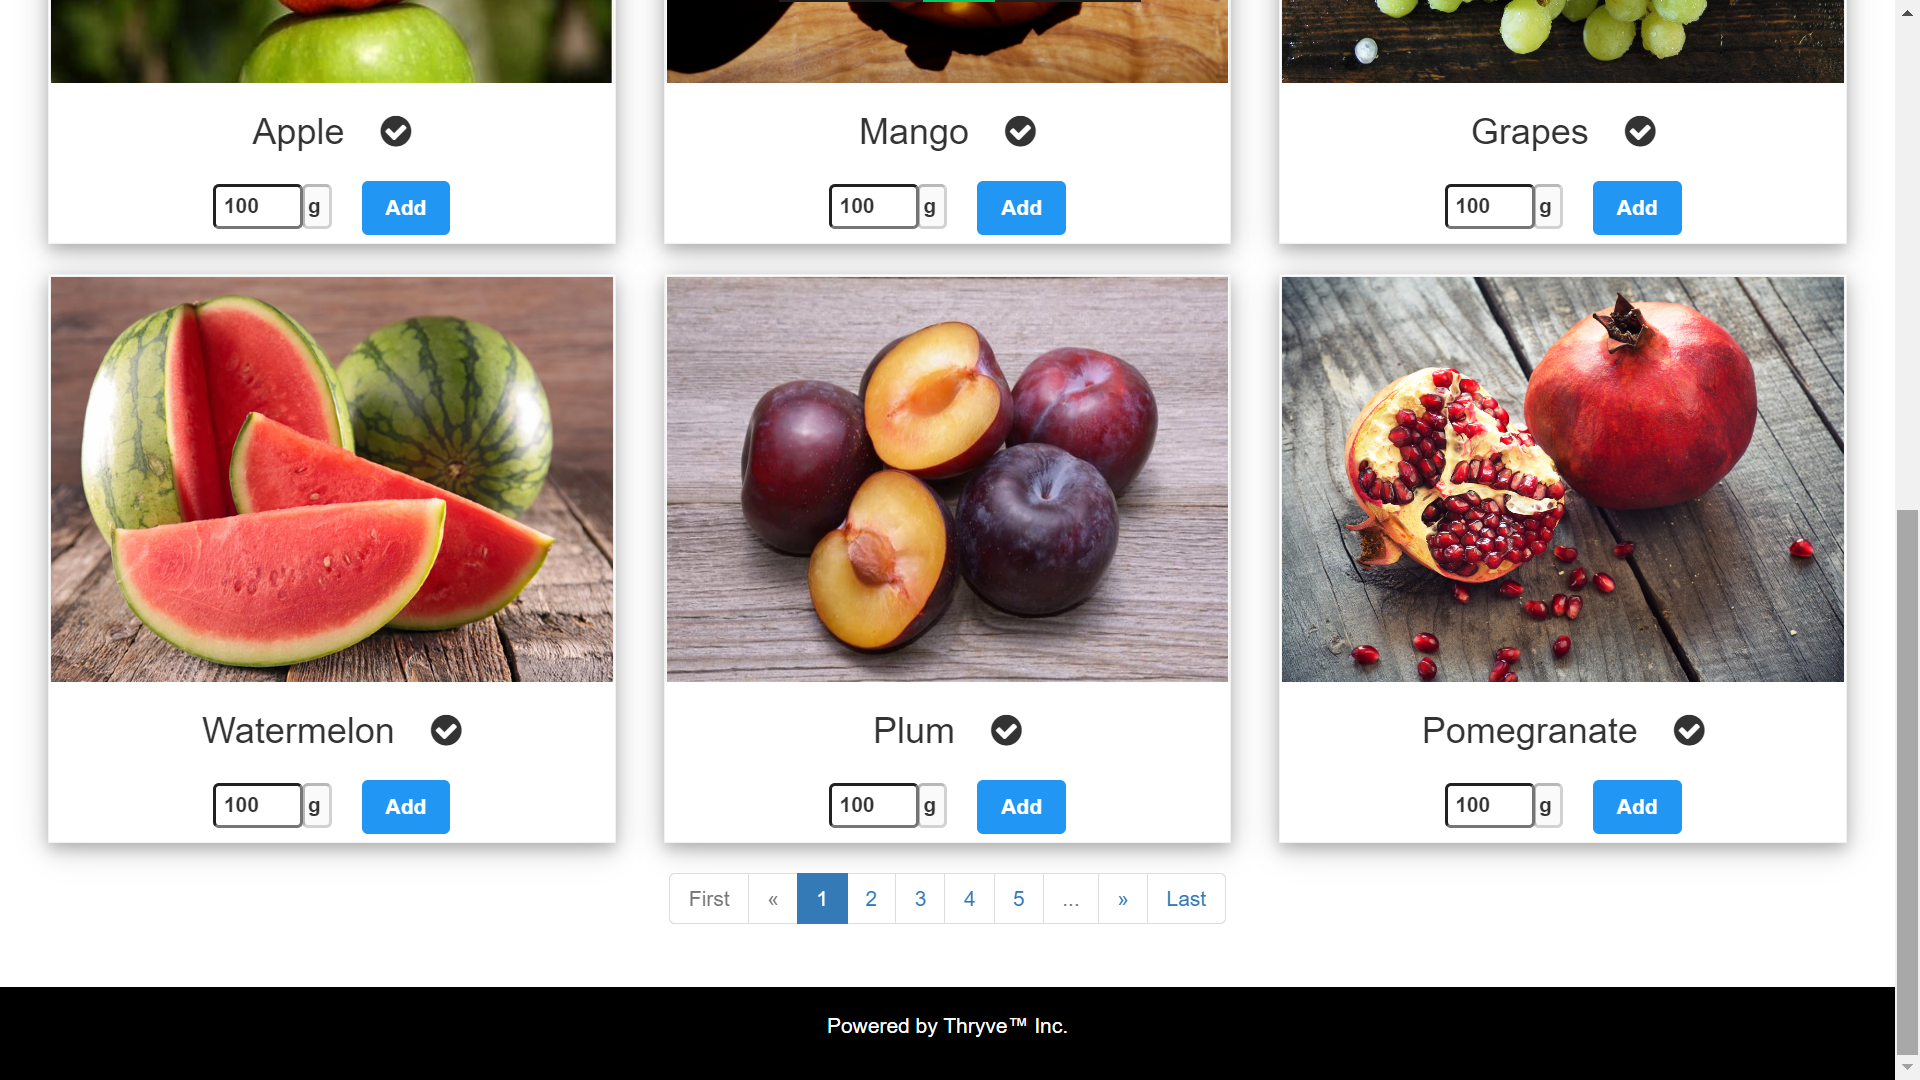 Apple
Mango
Grapes
100 g Add
100 g Add
100 g Add
Watermelon
Plum
Pomegranate
100 g Add
100 g Add
100 g Add
First « 1 2 3 4 5 ... » Last
Powered by Thryve™ Inc.